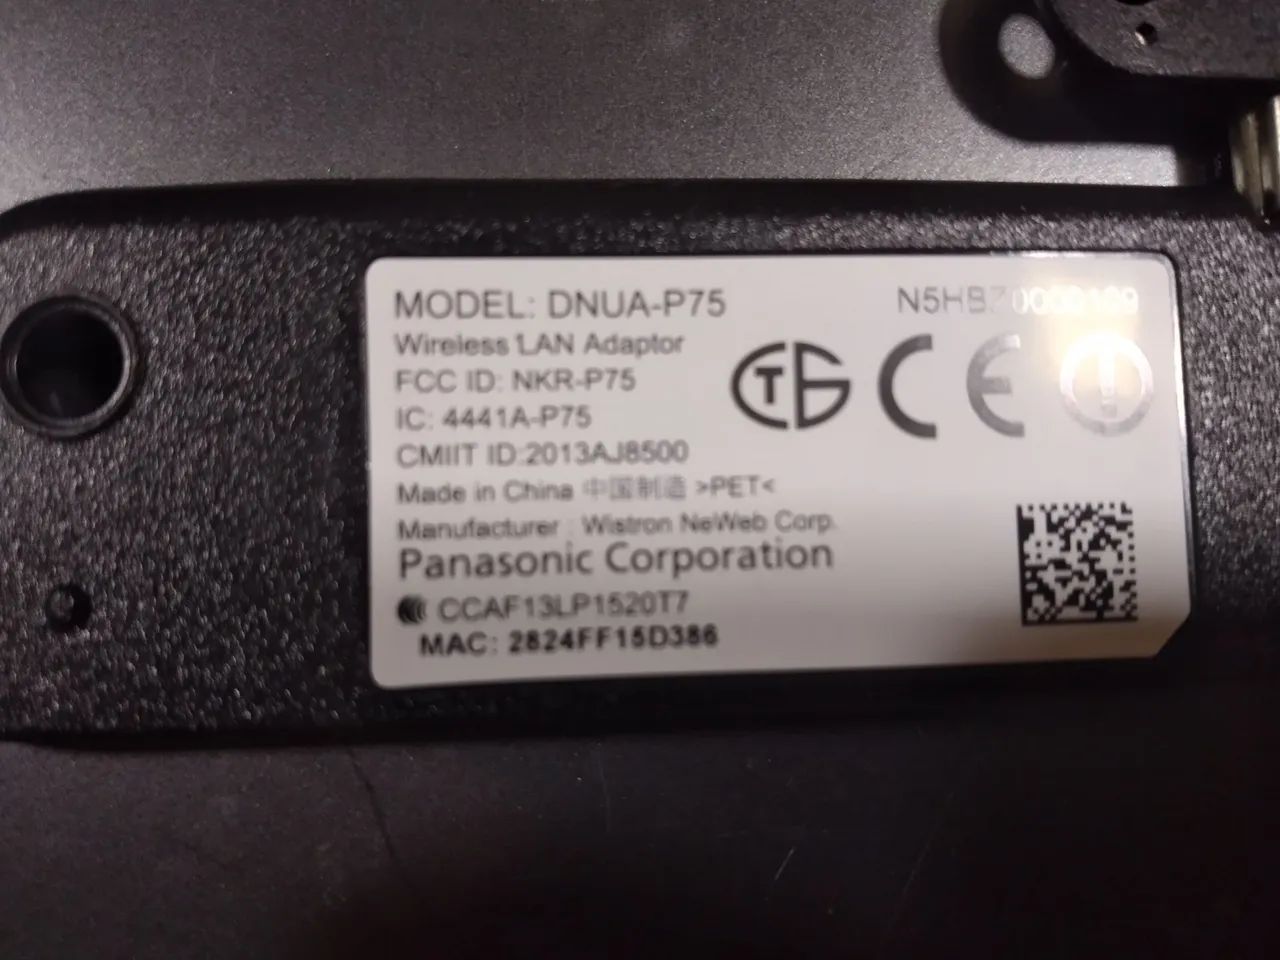 MODEL: DNUA-P75
Wireless LAN Adaptor
FCC ID: NKR-P75
IC: 4441A-P75
CMIIT ID:2013AJ8500
Made in China 中国制造 >PET<
Manufacturer : Wistron NeWeb Corp.
Panasonic Corporation
CCAF13LP1520T7
MAC: 2824FF15D386